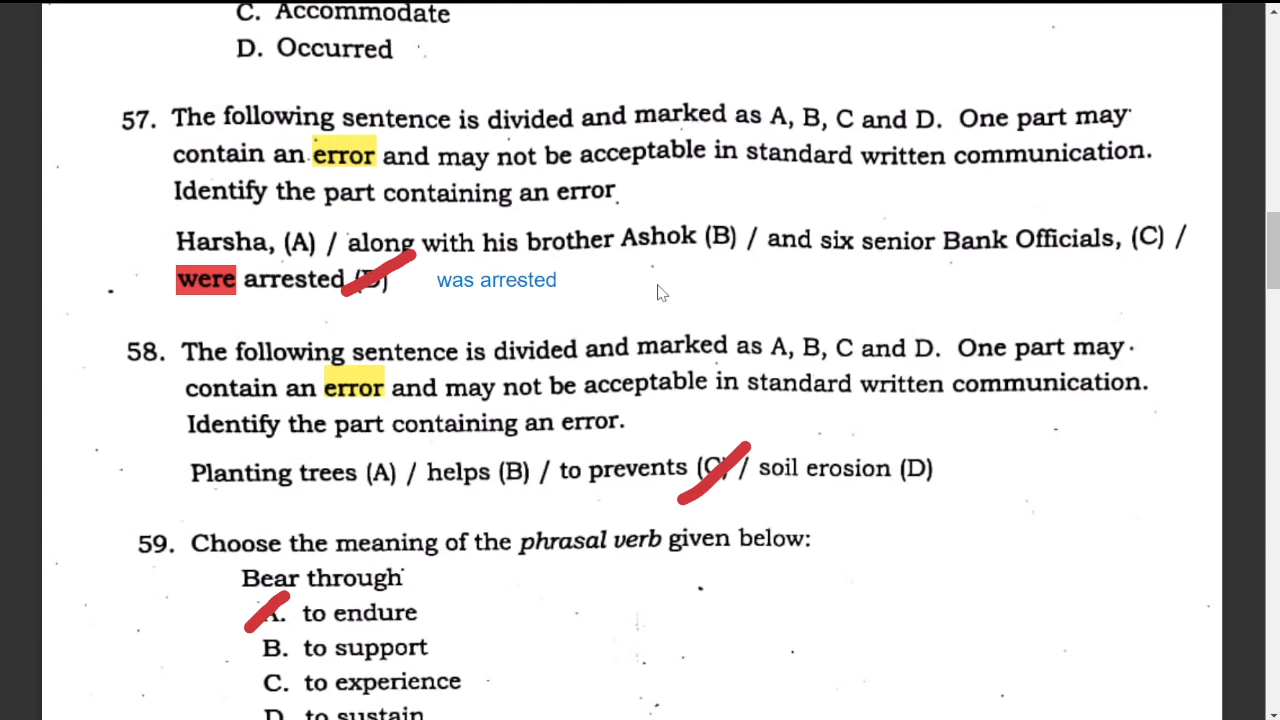 C. Accommodate
D. Occurred
57. The following sentence is divided and marked as A, B, C and D. One part may
contain an error and may not be acceptable in standard written communication.
Identify the part containing an error.
Harsha, (A) / along with his brother Ashok (B) / and six senior Bank Officials, (C) /
were arrested (D) was arrested
58. The following sentence is divided and marked as A, B, C and D. One part may
contain an error and may not be acceptable in standard written communication.
Identify the part containing an error.
Planting trees (A) / helps (B) / to prevents (C) / soil erosion (D)
59. Choose the meaning of the phrasal verb given below:
Bear through
A. to endure
B. to support
C. to experience
D. to sustain